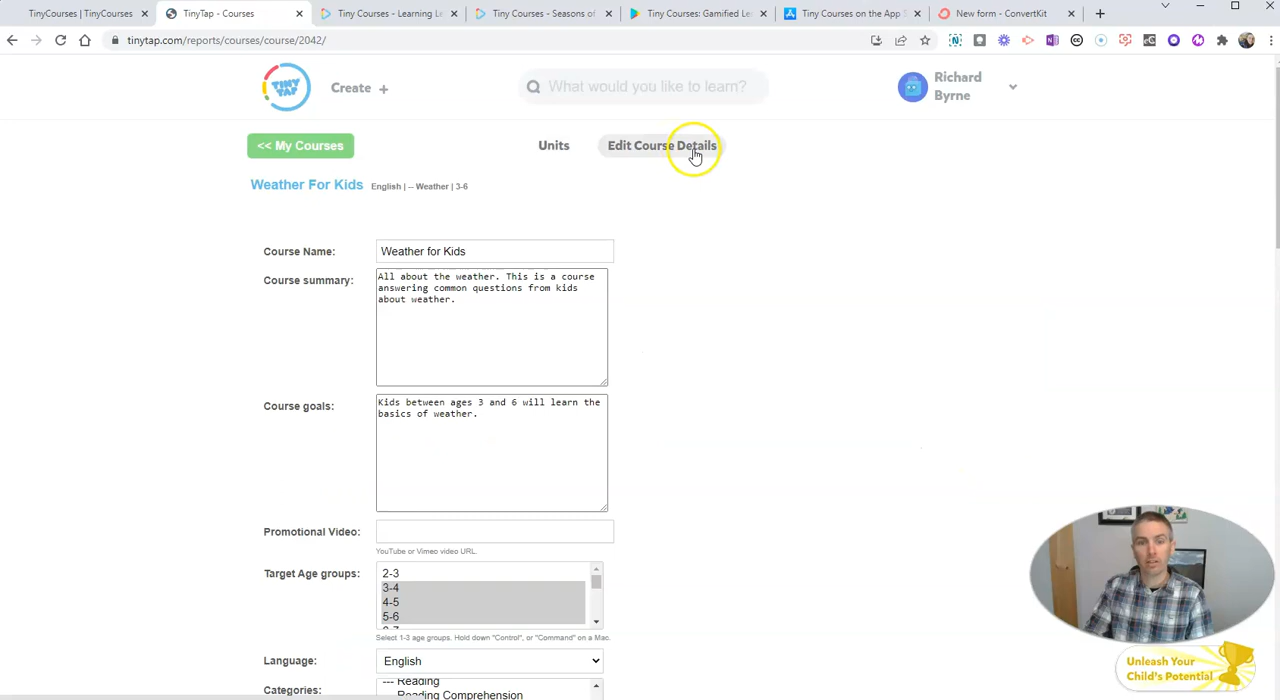 TinyCourses | TinyCourses
TinyTap - Courses
Tiny Courses - Learning Le
Tiny Courses - Seasons of
Tiny Courses: Gamified Le
Tiny Courses on the App S
New form - ConvertKit
tinytap.com/reports/courses/course/2042/
TINY TAP
Create +
What would you like to learn?
Richard
Byrne
<< My Courses
Units
Edit Course Details
Weather For Kids English | -- Weather | 3-6
Course Name: Weather for Kids
Course summary: All about the weather. This is a course
answering common questions from kids
about weather.
Course goals: Kids between ages 3 and 6 will learn the
basics of weather.
Promotional Video:
YouTube or Vimeo video URL.
Target Age groups: 2-3
3-4
4-5
5-6
Select 1-3 age groups. Hold down "Control", or "Command" on a Mac.
Language: English
Categories: --- Reading
Reading Comprehension
Unleash Your
Child's Potential